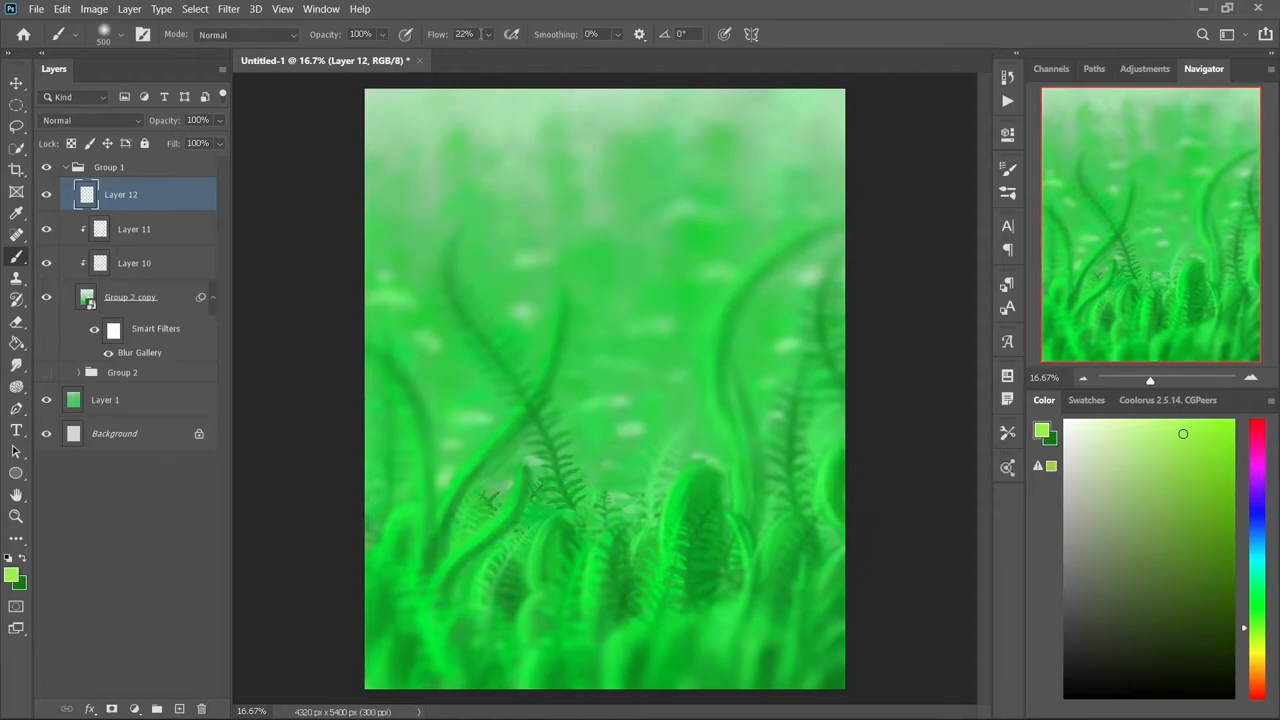 Ps File Edit Image Layer Type Select Filter 3D View Window Help
500 Mode: Normal Opacity: 100% Flow: 22% Smoothing: 0% 0°
Layers
Untitled-1 @ 16.7% (Layer 12, RGB/8) *
Channels Paths Adjustments Navigator
Kind
Normal Opacity: 100%
Lock: Fill: 100%
Group 1
Layer 12
Layer 11
Layer 10
Group 2 copy
Smart Filters
Blur Gallery
Group 2
Layer 1
Background
16.67%
Color Swatches Coolorus 2.5.14. CGPeers
fx
16.67% 4320 px x 5400 px (300 ppi)